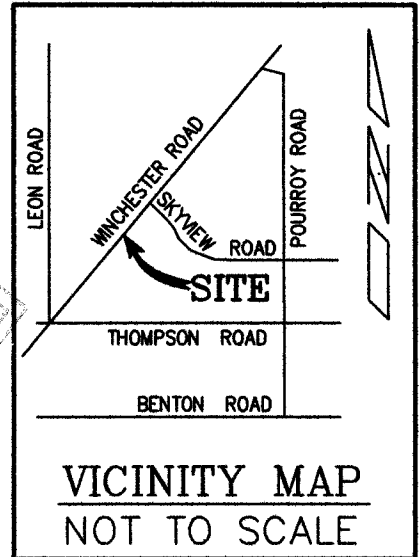 LEON ROAD
WINCHESTER ROAD
SKYVIEW
ROAD
POURROY ROAD
N
SITE
THOMPSON ROAD
BENTON ROAD
VICINITY MAP
NOT TO SCALE